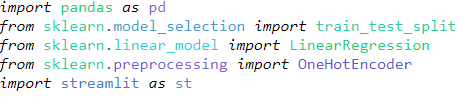 import pandas as pd
from sklearn.model_selection import train_test_split
from sklearn.linear_model import LinearRegression
from sklearn.preprocessing import OneHotEncoder
import streamlit as st